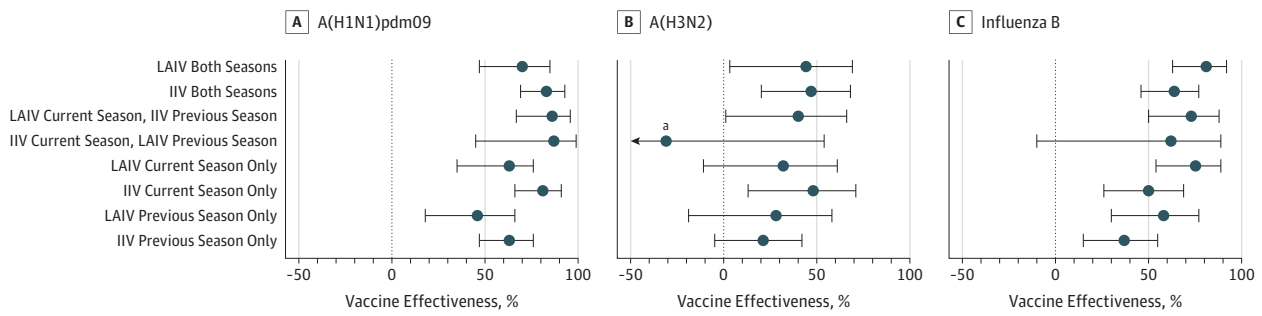 A A(H1N1)pdm09
B A(H3N2)
C Influenza B
LAIV Both Seasons
IIV Both Seasons
LAIV Current Season, IIV Previous Season
a
IIV Current Season, LAIV Previous Season
LAIV Current Season Only
IIV Current Season Only
LAIV Previous Season Only
IIV Previous Season Only
-50 0 50 100
-50 0 50 100
-50 0 50 100
Vaccine Effectiveness, %
Vaccine Effectiveness, %
Vaccine Effectiveness, %